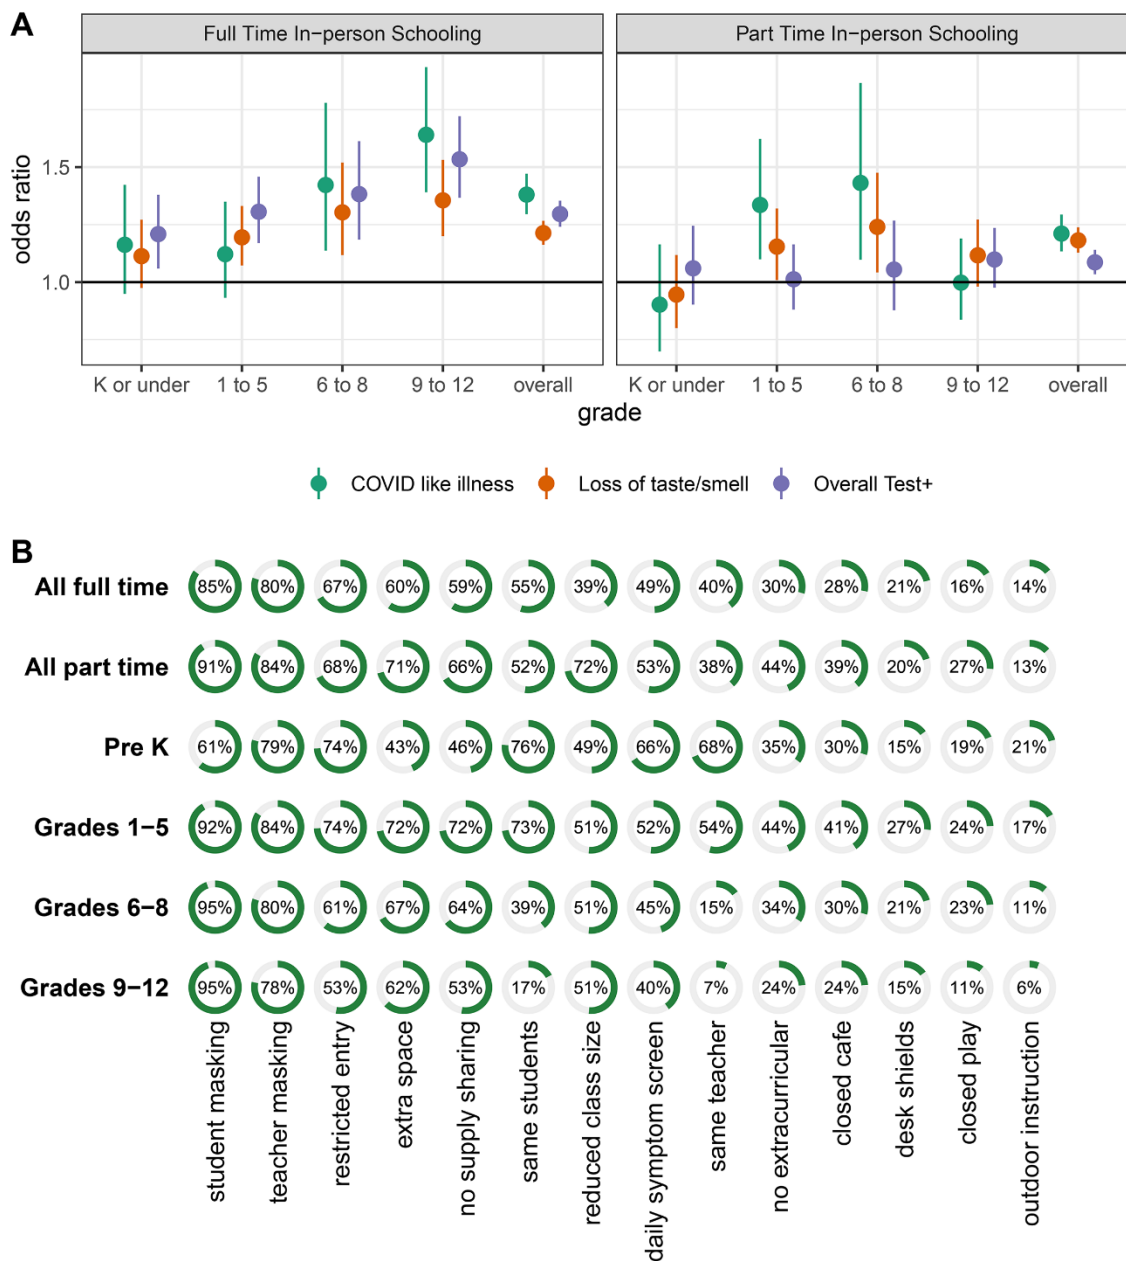 A
Full Time In−person Schooling
Part Time In−person Schooling
odds ratio
1.5
1.0
K or under 1 to 5 6 to 8 9 to 12 overall
K or under 1 to 5 6 to 8 9 to 12 overall
grade
COVID like illness Loss of taste/smell Overall Test+
B
All full time 85% 80% 67% 60% 59% 55% 39% 49% 40% 30% 28% 21% 16% 14%
All part time 91% 84% 68% 71% 66% 52% 72% 53% 38% 44% 39% 20% 27% 13%
Pre K 61% 79% 74% 43% 46% 76% 49% 66% 68% 35% 30% 15% 19% 21%
Grades 1−5 92% 84% 74% 72% 72% 73% 51% 52% 54% 44% 41% 27% 24% 17%
Grades 6−8 95% 80% 61% 67% 64% 39% 51% 45% 15% 34% 30% 21% 23% 11%
Grades 9−12 95% 78% 53% 62% 53% 17% 51% 40% 7% 24% 24% 15% 11% 6%
student masking
teacher masking
restricted entry
extra space
no supply sharing
same students
reduced class size
daily symptom screen
same teacher
no extracurricular
closed cafe
desk shields
closed play
outdoor instruction